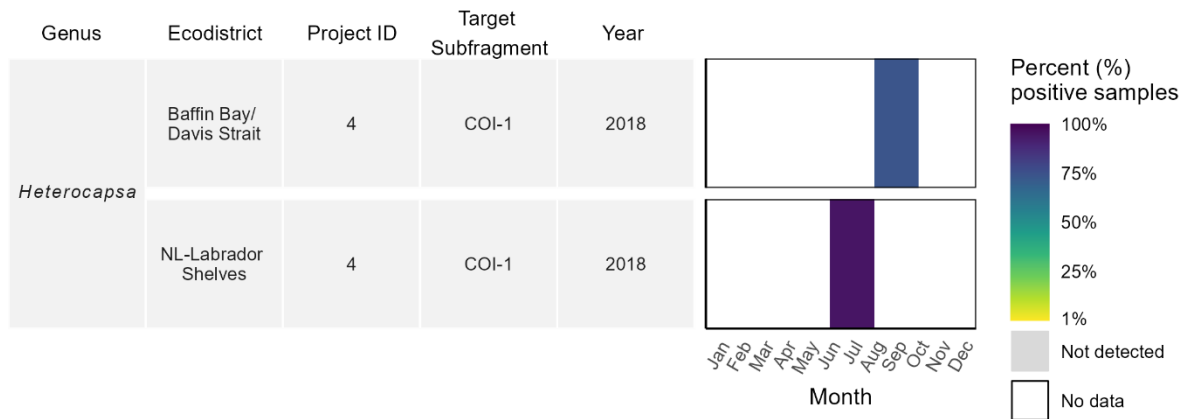 Genus
Ecodistrict
Project ID
Target
Subfragment
Year
Heterocapsa
Baffin Bay/
Davis Strait
4
COI-1
2018
NL-Labrador
Shelves
4
COI-1
2018
Jan
Feb
Mar
Apr
May
Jun
Jul
Aug
Sep
Oct
Nov
Dec
Month
Percent (%)
positive samples
100%
75%
50%
25%
1%
Not detected
No data